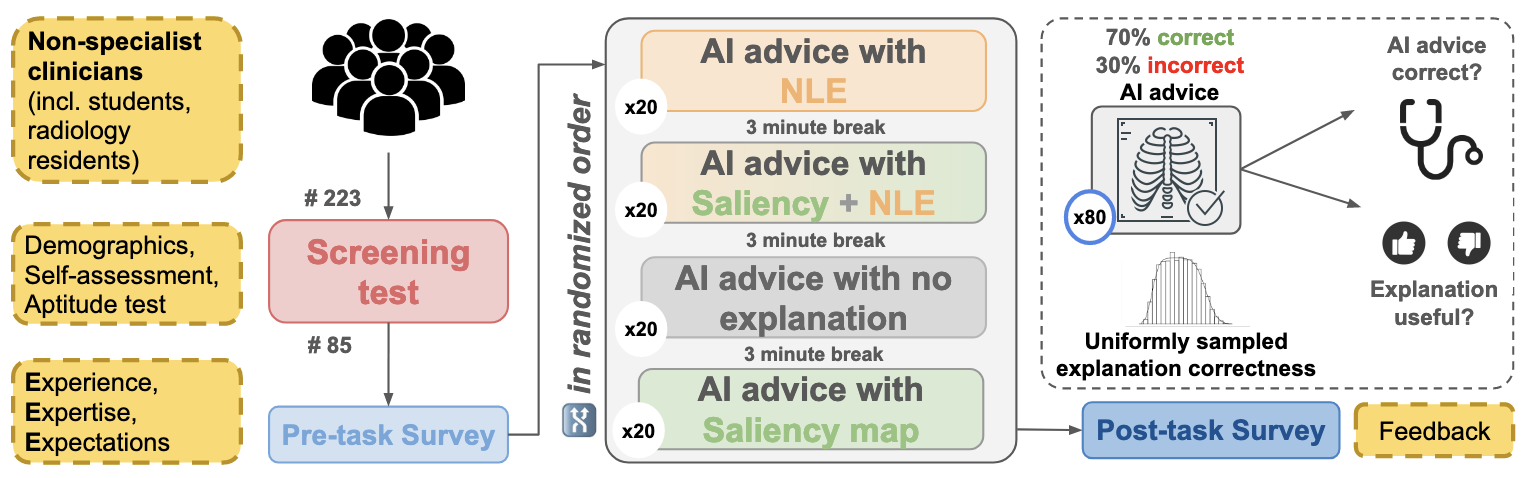 Non-specialist
clinicians
(incl. students,
radiology
residents)
# 223
Demographics,
Self-assessment,
Aptitude test
Screening
test
# 85
Experience,
Expertise,
Expectations
Pre-task Survey
in randomized order
AI advice with
NLE
x20
3 minute break
AI advice with
Saliency + NLE
x20
3 minute break
AI advice with no
explanation
x20
3 minute break
AI advice with
Saliency map
x20
70% correct
30% incorrect
AI advice
x80
Uniformly sampled
explanation correctness
AI advice
correct?
Explanation
useful?
Post-task Survey
Feedback